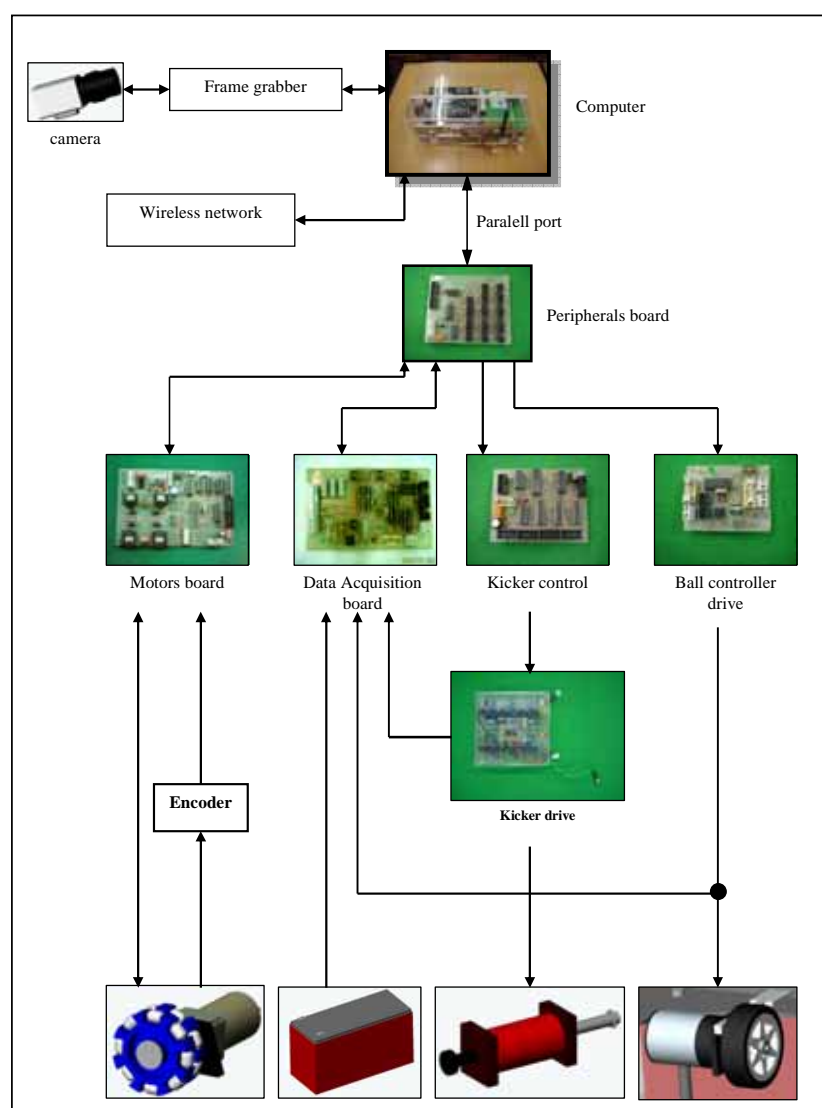 Frame grabber
Computer
camera
Wireless network
Paralell port
Peripherals board
Motors board
Data Acquisition
board
Kicker control
Ball controller
drive
Encoder
Kicker drive